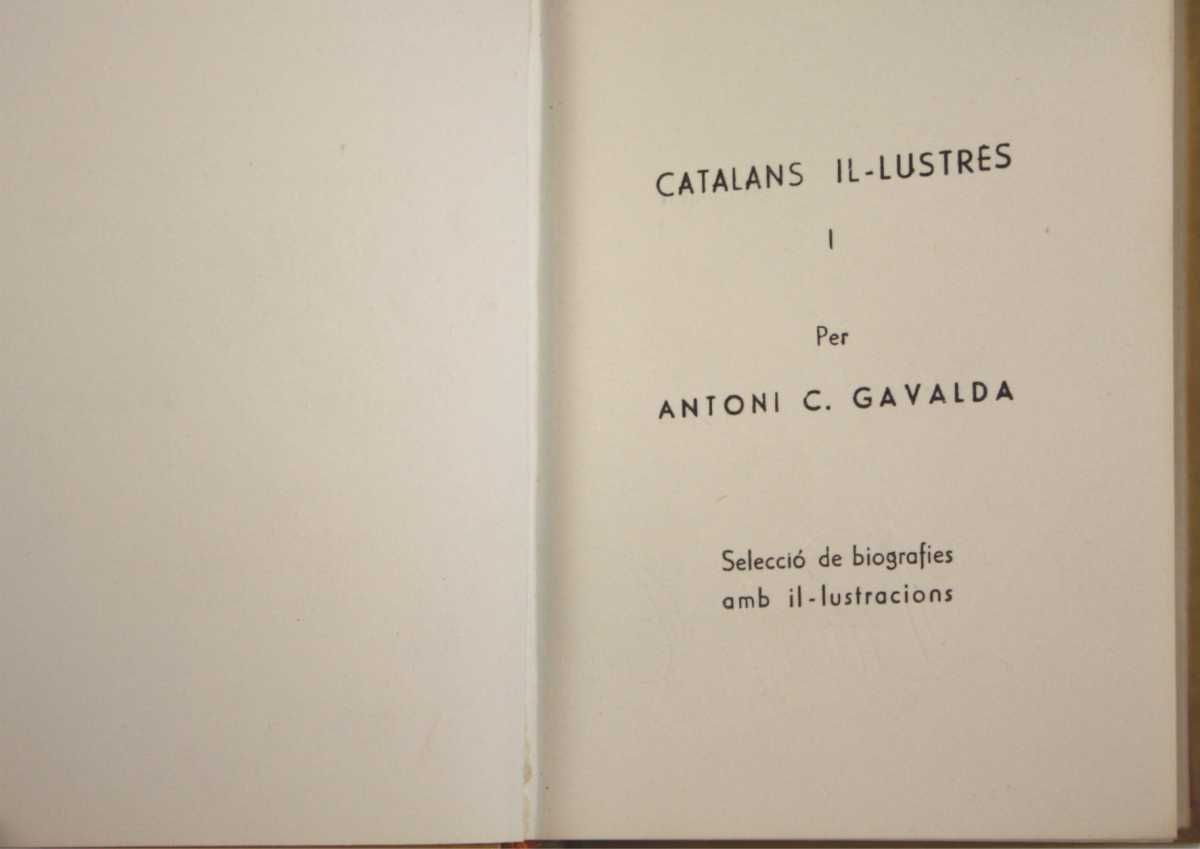 CATALANS IL-LUSTRES
I
Per
ANTONI C. GAVALDA
Selecció de biografies
amb il-lustracions